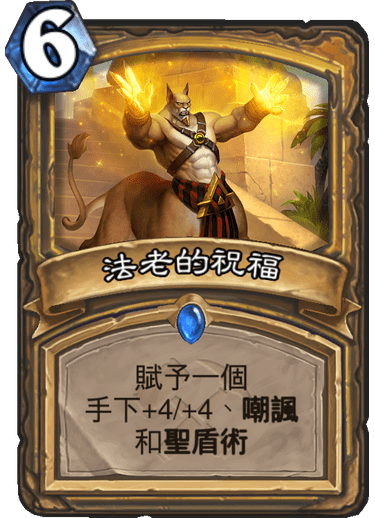 6
法老的祝福
賦予一個
手下+4/+4、嘲諷
和聖盾術